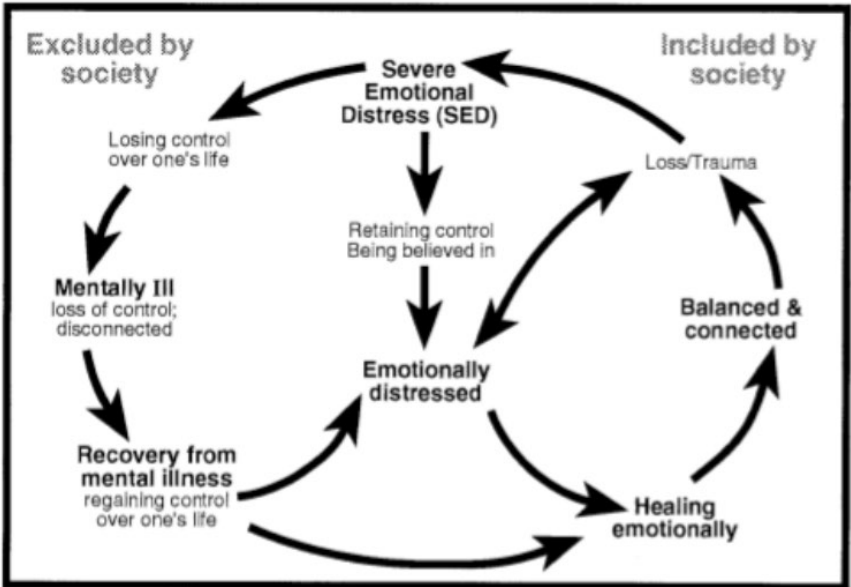 Excluded by
society
Included by
society
Severe
Emotional
Distress (SED)
Losing control
over one's life
Loss/Trauma
Retaining control
Being believed in
Mentally Ill
loss of control;
disconnected
Balanced &
connected
Emotionally
distressed
Recovery from
mental illness
regaining control
over one's life
Healing
emotionally